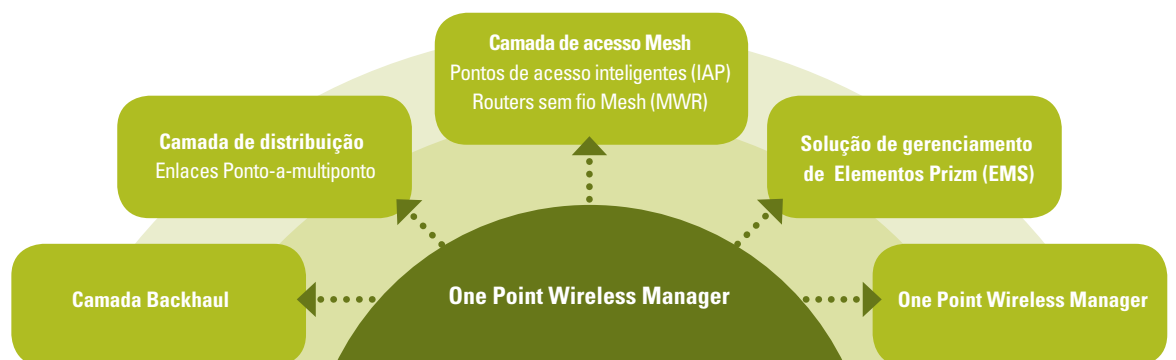 Camada de acesso Mesh
Pontos de acesso inteligentes (IAP)
Routers sem fio Mesh (MWR)
Camada de distribuição
Enlaces Ponto-a-multiponto
Solução de gerenciamento
de Elementos Prizm (EMS)
Camada Backhaul
One Point Wireless Manager
One Point Wireless Manager